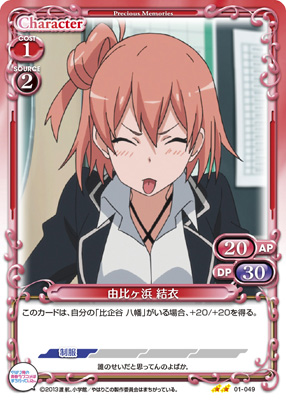 Precious Memories
Character
COST
1
SOURCE
2
20 AP
DP 30
由比ヶ浜 結衣
このカードは、自分の「比企谷 八幡」がいる場合、+20/+20を得る。
制服
誰のせいだと思ってんのよばか。
©2013 渡 航、小学館／やはりこの製作委員会はまちがっている。
01-049